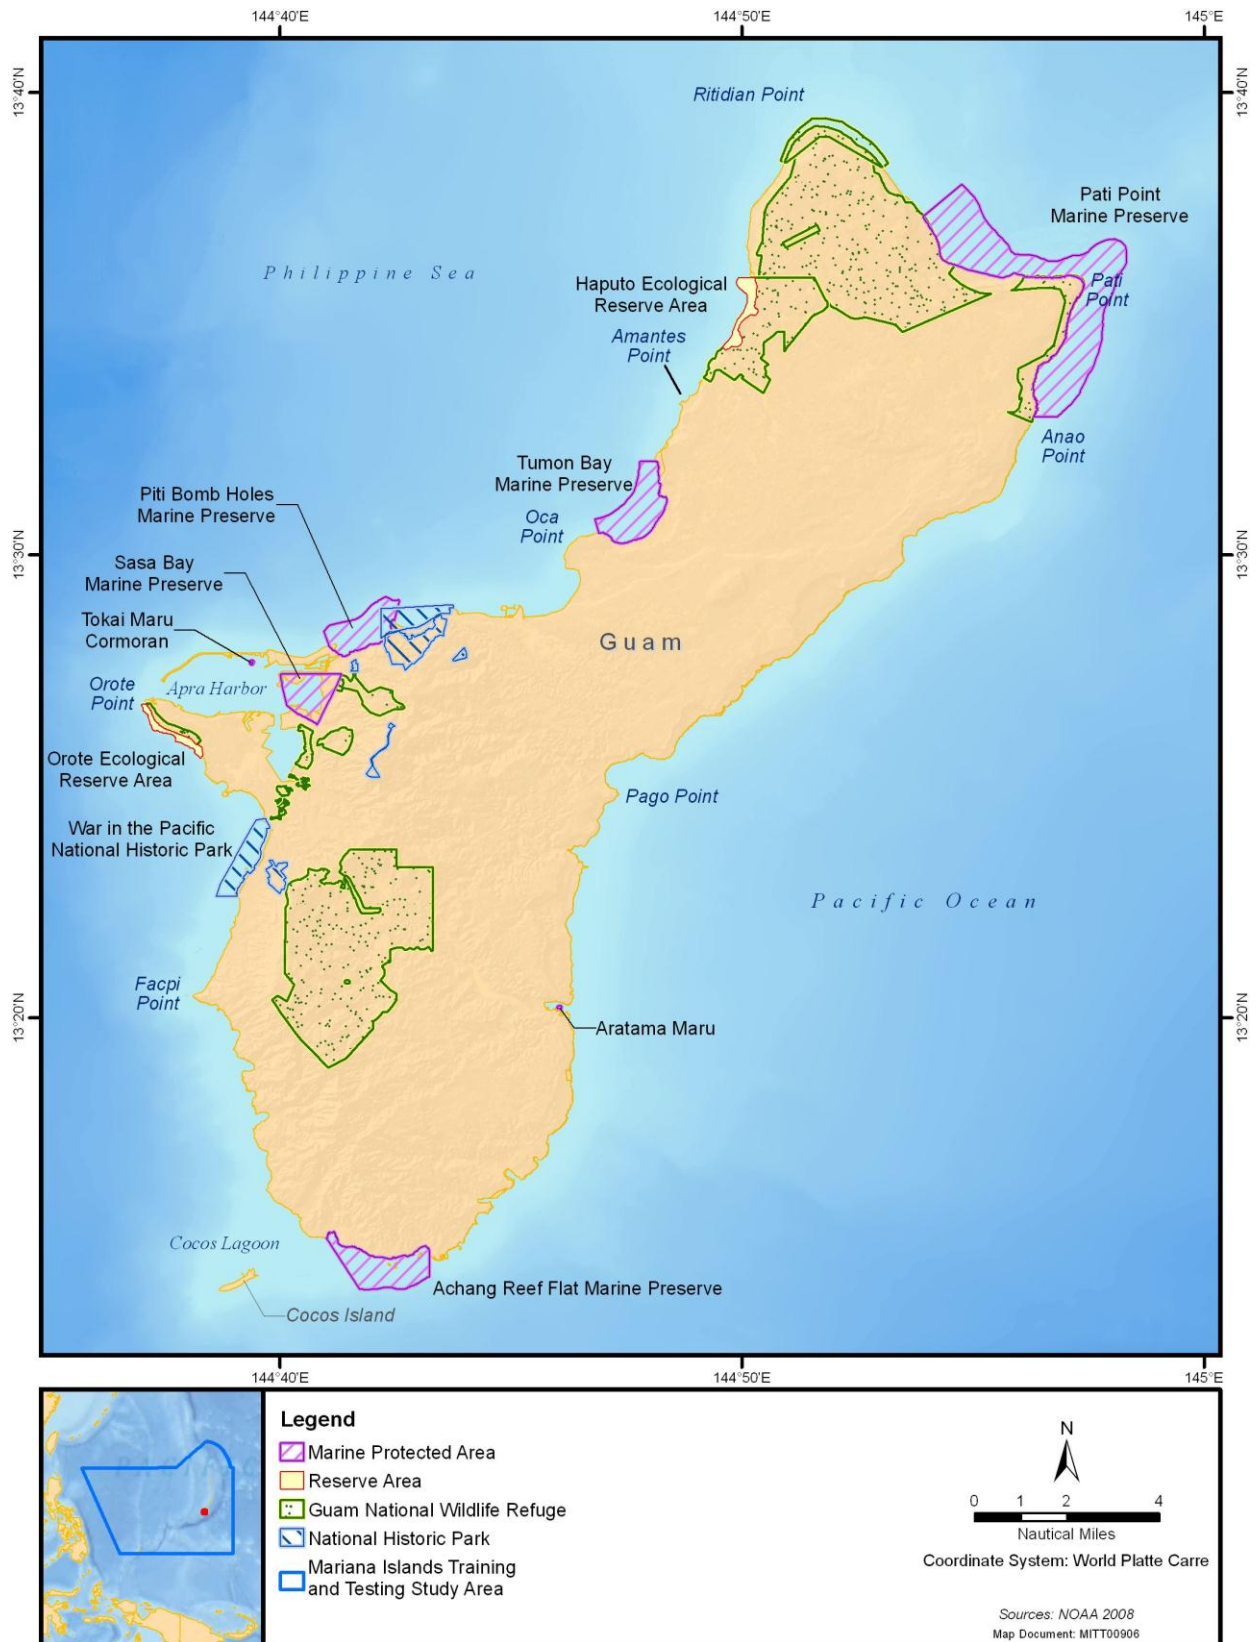 144°40'E
144°50'E
145°E
13°40'N
13°40'N
Ritidian Point
Pati Point
Marine Preserve
Philippine Sea
Haputo Ecological
Reserve Area
Pati
Point
Amantes
Point
Anao
Point
Tumon Bay
Marine Preserve
Piti Bomb Holes
Marine Preserve
Oca
Point
13°30'N
13°30'N
Sasa Bay
Marine Preserve
Tokai Maru
Cormoran
Guam
Orote
Point
Apra Harbor
Orote Ecological
Reserve Area
Pago Point
War in the Pacific
National Historic Park
Pacific Ocean
Facpi
Point
13°20'N
13°20'N
Aratama Maru
Cocos Lagoon
Achang Reef Flat Marine Preserve
Cocos Island
144°40'E
144°50'E
145°E
Legend
Marine Protected Area
Reserve Area
Guam National Wildlife Refuge
National Historic Park
Mariana Islands Training
and Testing Study Area
N
0 1 2 4
Nautical Miles
Coordinate System: World Platte Carre
Sources: NOAA 2008
Map Document: MITT00906